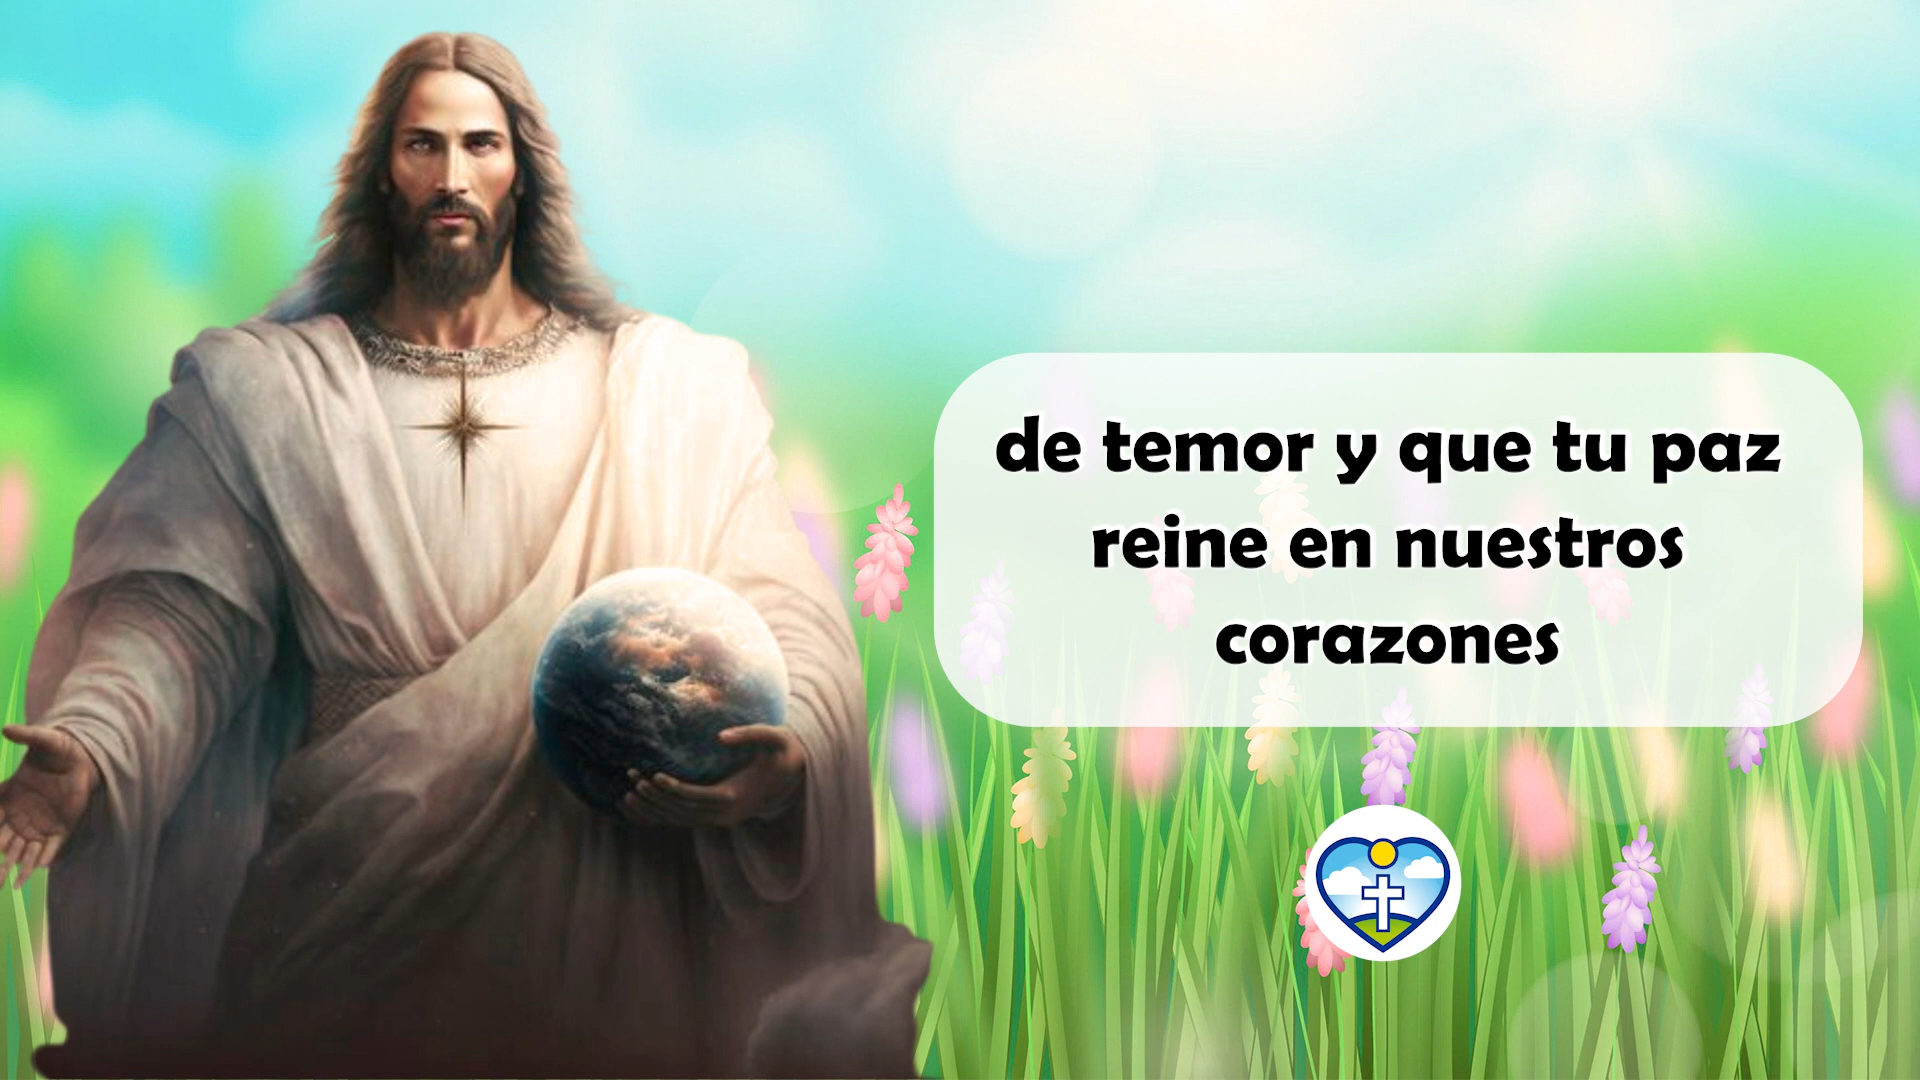 de temor y que tu paz
reine en nuestros
corazones